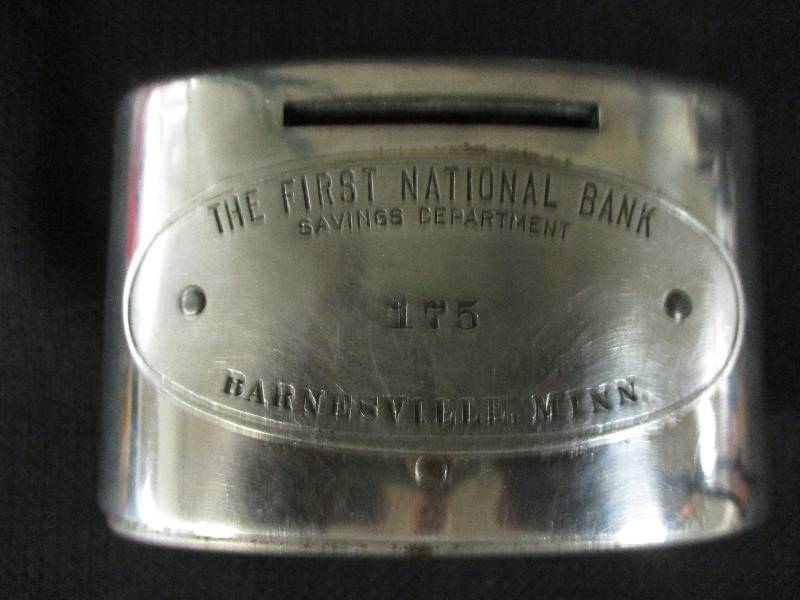 THE FIRST NATIONAL BANK
SAVINGS DEPARTMENT
175
BARNESVILLE, MINN.